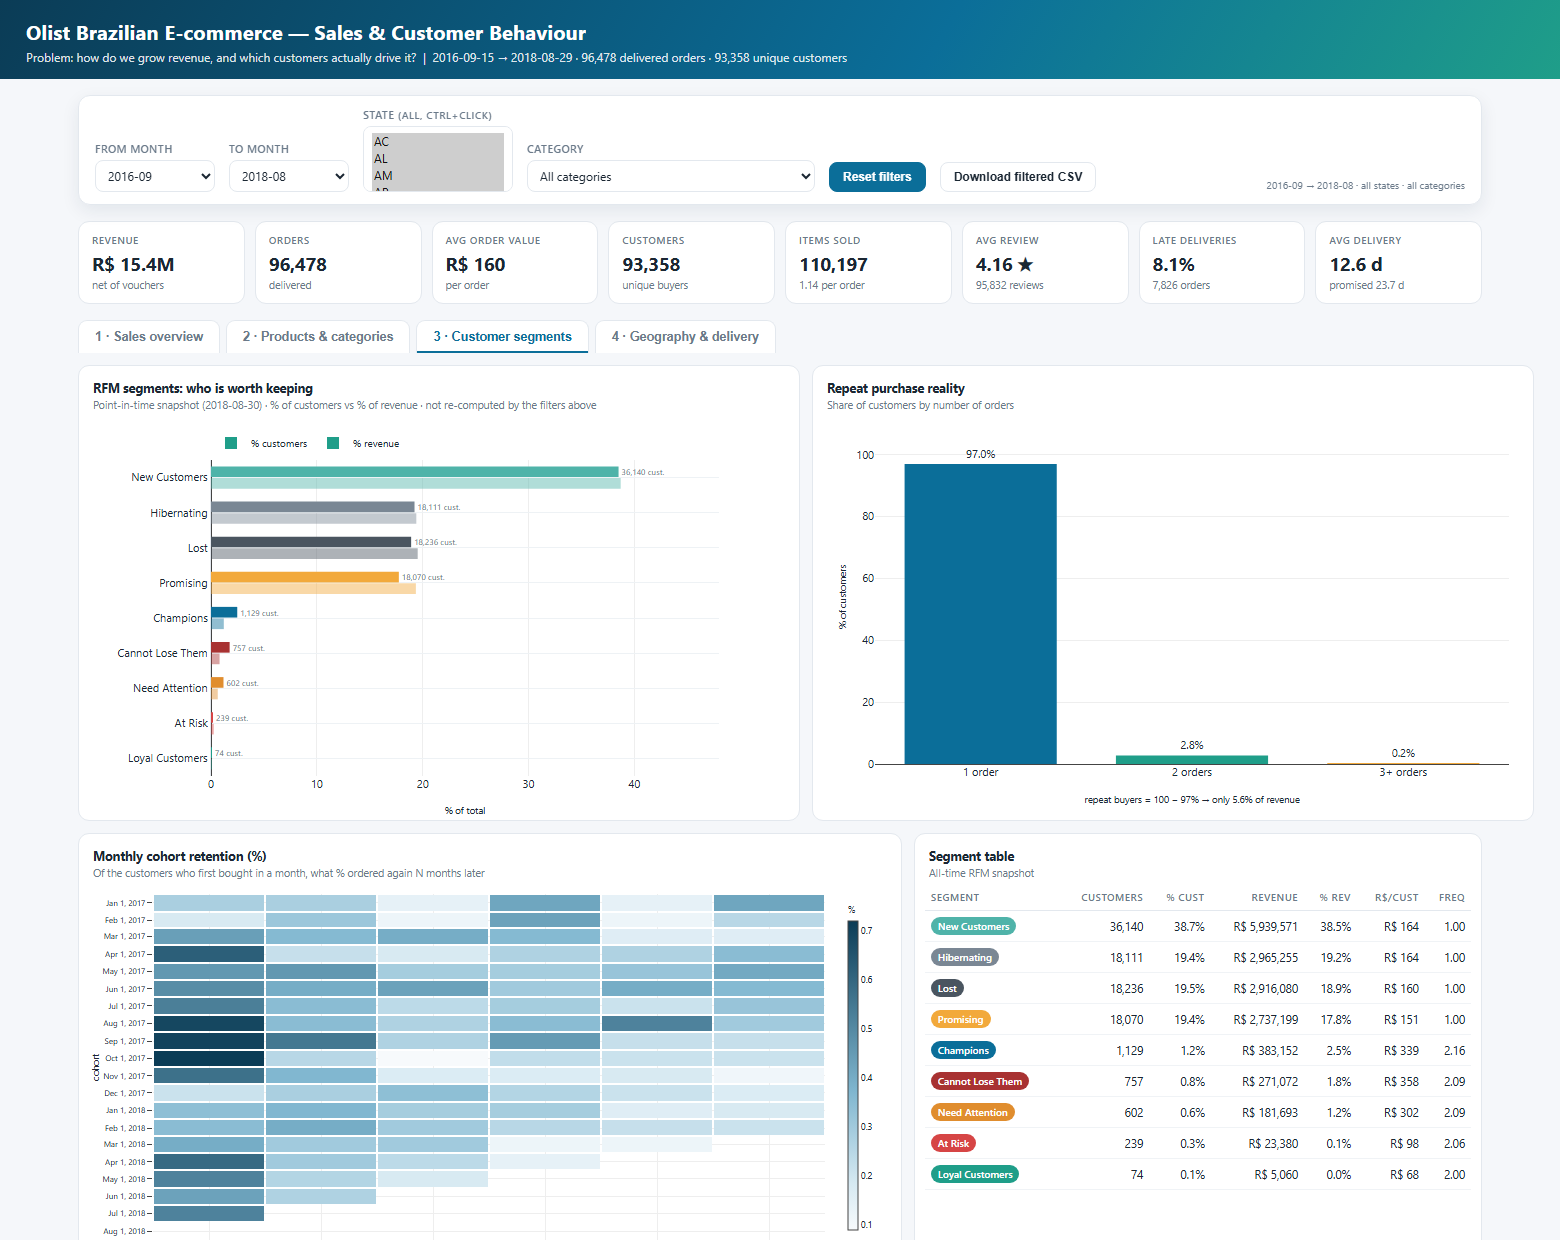 Olist Brazilian E-commerce — Sales & Customer Behaviour
Problem: how do we grow revenue, and which customers actually drive it? | 2016-09-15 → 2018-08-29 · 96,478 delivered orders · 93,358 unique customers
STATE (ALL, CTRL+CLICK)
FROM MONTH
TO MONTH
CATEGORY
2016-09
2018-08
AC
AL
AM
AP
All categories
Reset filters
Download filtered CSV
2016-09 → 2018-08 · all states · all categories
REVENUE
R$ 15.4M
net of vouchers
ORDERS
96,478
delivered
AVG ORDER VALUE
R$ 160
per order
CUSTOMERS
93,358
unique buyers
ITEMS SOLD
110,197
1.14 per order
AVG REVIEW
4.16 ★
95,832 reviews
LATE DELIVERIES
8.1%
7,826 orders
AVG DELIVERY
12.6 d
promised 23.7 d
1 · Sales overview
2 · Products & categories
3 · Customer segments
4 · Geography & delivery
RFM segments: who is worth keeping
Point-in-time snapshot (2018-08-30) · % of customers vs % of revenue · not re-computed by the filters above
% customers
% revenue
New Customers
36,140 cust.
Hibernating
18,111 cust.
Lost
18,236 cust.
Promising
18,070 cust.
Champions
1,129 cust.
Cannot Lose Them
757 cust.
Need Attention
602 cust.
At Risk
239 cust.
Loyal Customers
74 cust.
0 10 20 30 40
% of total
Repeat purchase reality
Share of customers by number of orders
% of customers
100
80
60
40
20
0
97.0%
2.8%
0.2%
1 order
2 orders
3+ orders
repeat buyers = 100 − 97% → only 5.6% of revenue
Monthly cohort retention (%)
Of the customers who first bought in a month, what % ordered again N months later
cohort
Jan 1, 2017
Feb 1, 2017
Mar 1, 2017
Apr 1, 2017
May 1, 2017
Jun 1, 2017
Jul 1, 2017
Aug 1, 2017
Sep 1, 2017
Oct 1, 2017
Nov 1, 2017
Dec 1, 2017
Jan 1, 2018
Feb 1, 2018
Mar 1, 2018
Apr 1, 2018
May 1, 2018
Jun 1, 2018
Jul 1, 2018
Aug 1, 2018
%
0.7
0.6
0.5
0.4
0.3
0.2
0.1
Segment table
All-time RFM snapshot
SEGMENT CUSTOMERS % CUST REVENUE % REV R$/CUST FREQ
New Customers 36,140 38.7% R$ 5,939,571 38.5% R$ 164 1.00
Hibernating 18,111 19.4% R$ 2,965,255 19.2% R$ 164 1.00
Lost 18,236 19.5% R$ 2,916,080 18.9% R$ 160 1.00
Promising 18,070 19.4% R$ 2,737,199 17.8% R$ 151 1.00
Champions 1,129 1.2% R$ 383,152 2.5% R$ 339 2.16
Cannot Lose Them 757 0.8% R$ 271,072 1.8% R$ 358 2.09
Need Attention 602 0.6% R$ 181,693 1.2% R$ 302 2.09
At Risk 239 0.3% R$ 23,380 0.1% R$ 98 2.06
Loyal Customers 74 0.1% R$ 5,060 0.0% R$ 68 2.00